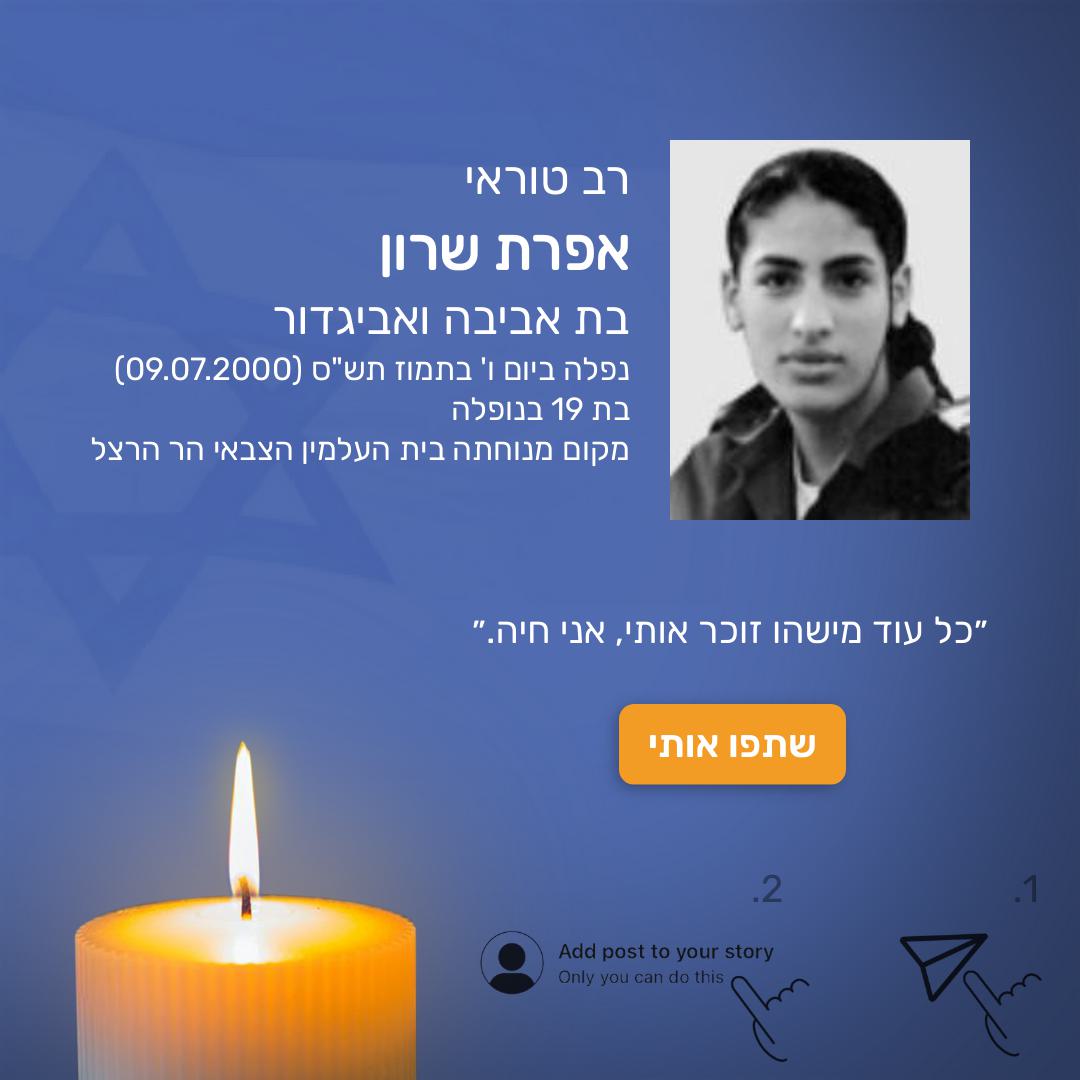 רב טוראי
אפרת שרון
בת אביבה ואביגדור
נפלה ביום ו' בתמוז תש"ס (09.07.2000)
בת 19 בנופלה
מקום מנוחתה בית העלמין הצבאי הר הרצל
״כל עוד מישהו זוכר אותי, אני חיה.״
שתפו אותי
.1
.2
Add post to your story
Only you can do this